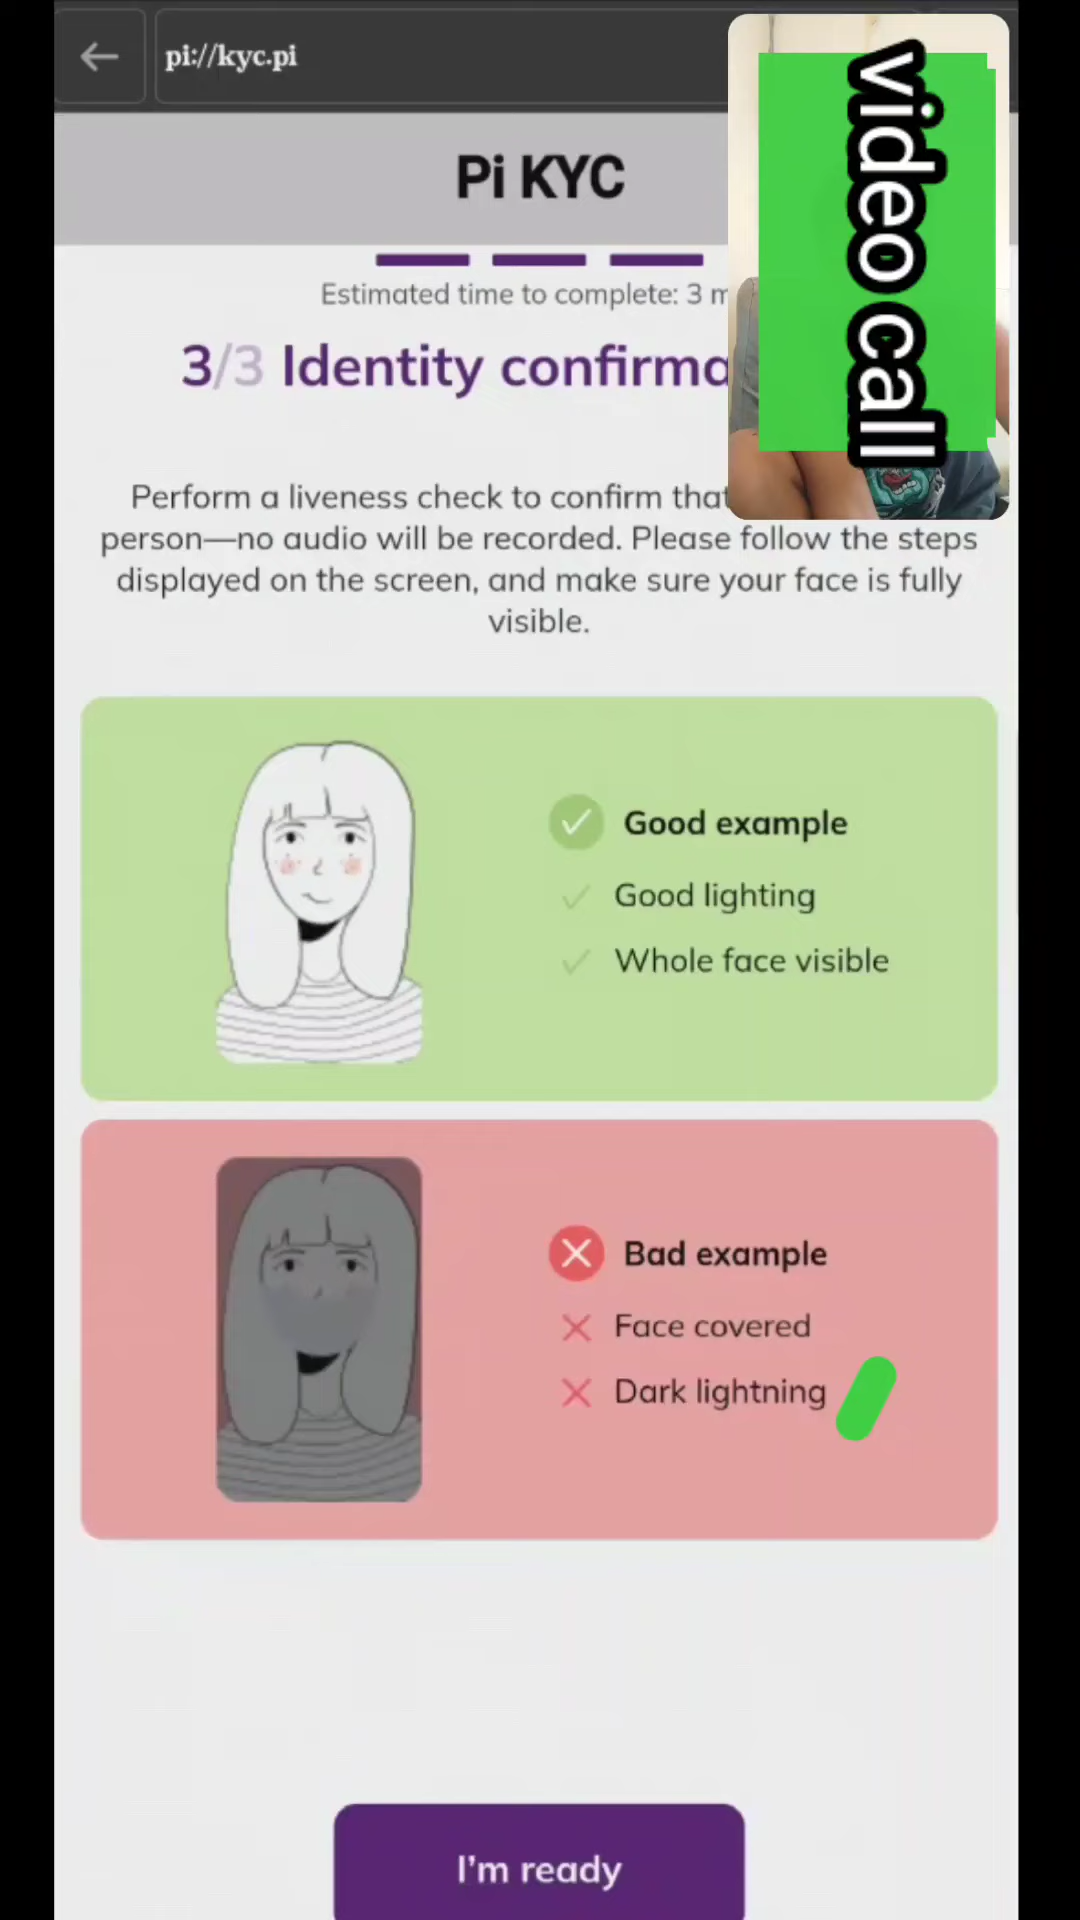 pi://kyc.pi
video call
Pi KYC
Estimated time to complete: 3 m
3/3 Identity confirma
Perform a liveness check to confirm that
person—no audio will be recorded. Please follow the steps
displayed on the screen, and make sure your face is fully
visible.
Good example
Good lighting
Whole face visible
Bad example
Face covered
Dark lightning
I'm ready